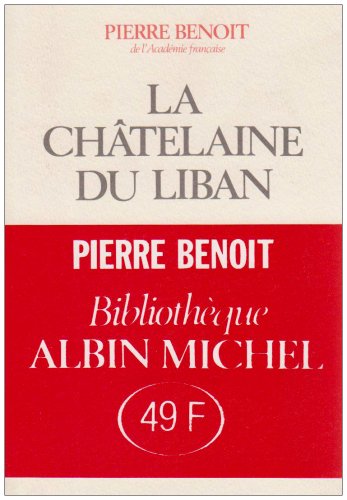 PIERRE BENOIT
de l'Académie française
LA
CHÂTELAINE
DU LIBAN
PIERRE BENOIT
Bibliothèque
ALBIN MICHEL
49 F